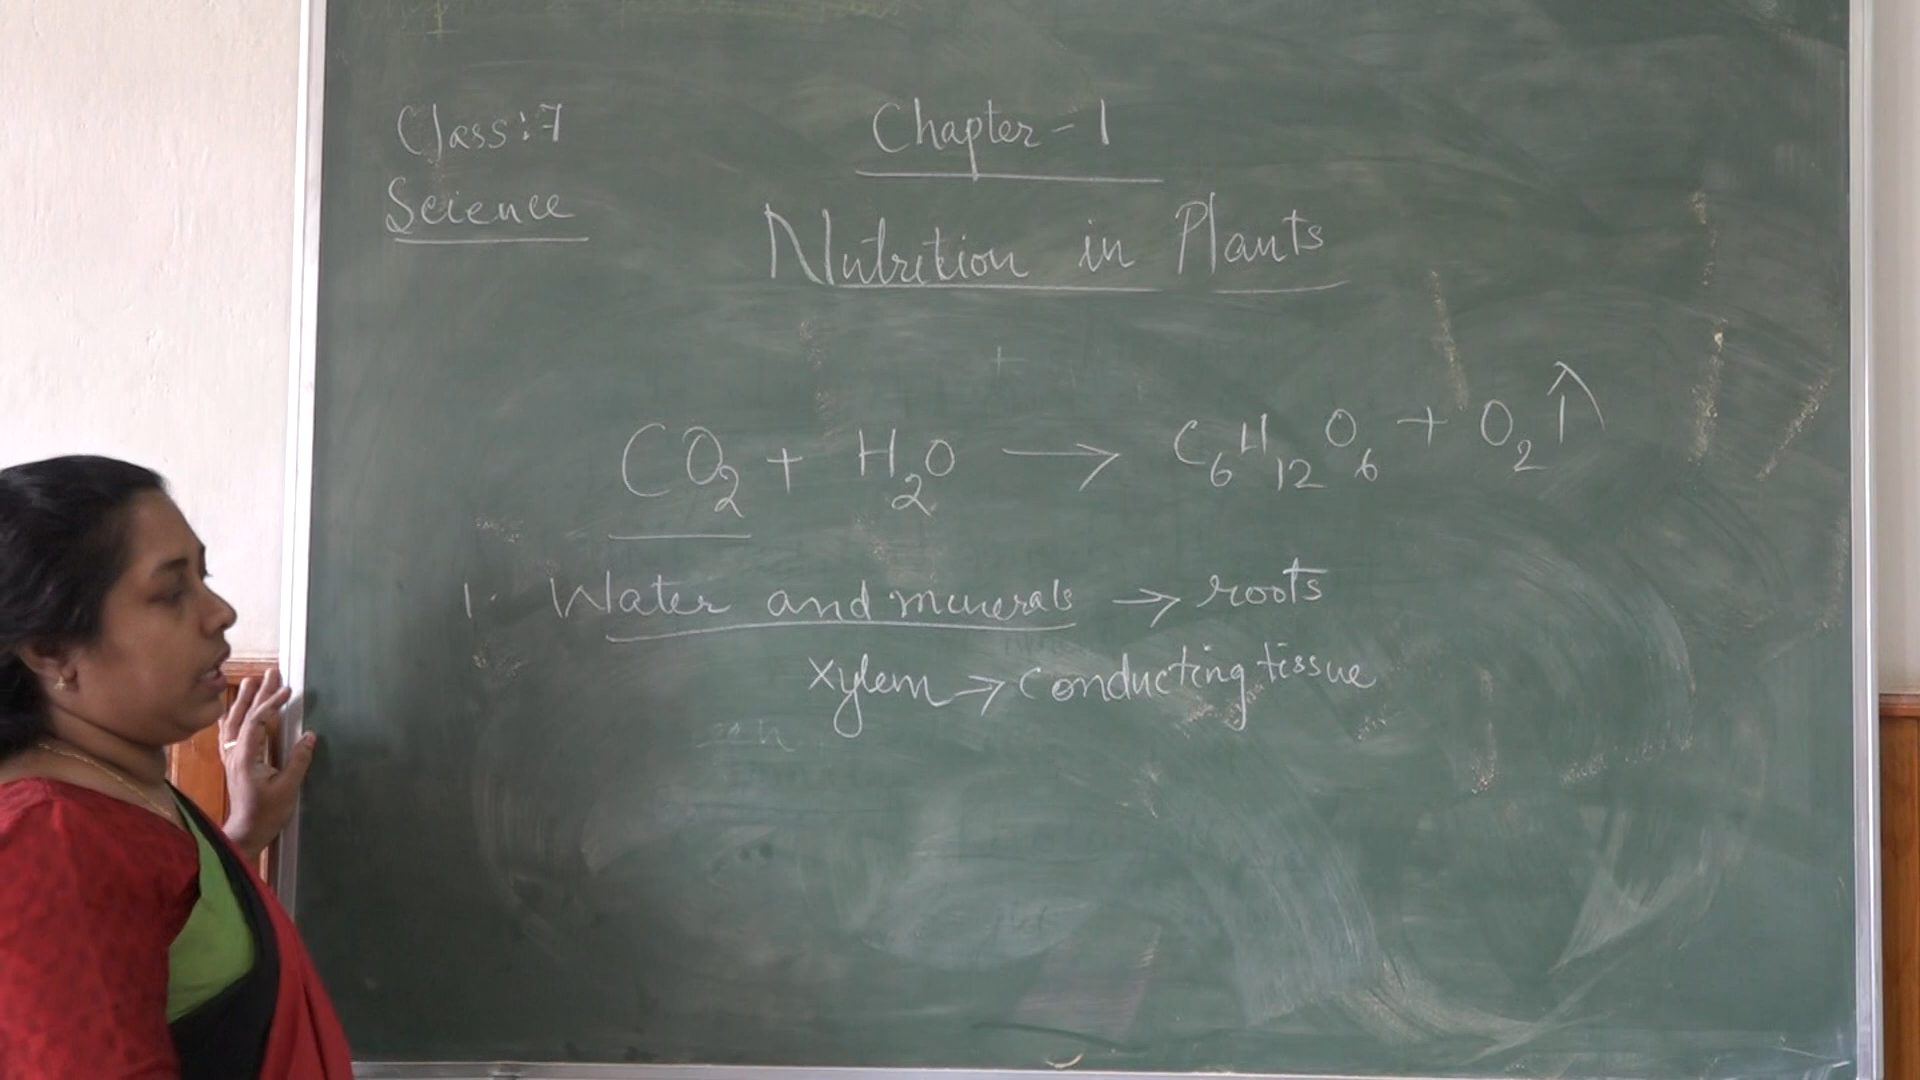 Class: 7
Science
Chapter - 1
Nutrition in Plants
CO₂ + H₂O → C₆H₁₂O₆ + O₂ ↑
1. Water and minerals → roots
xylem → conducting tissue